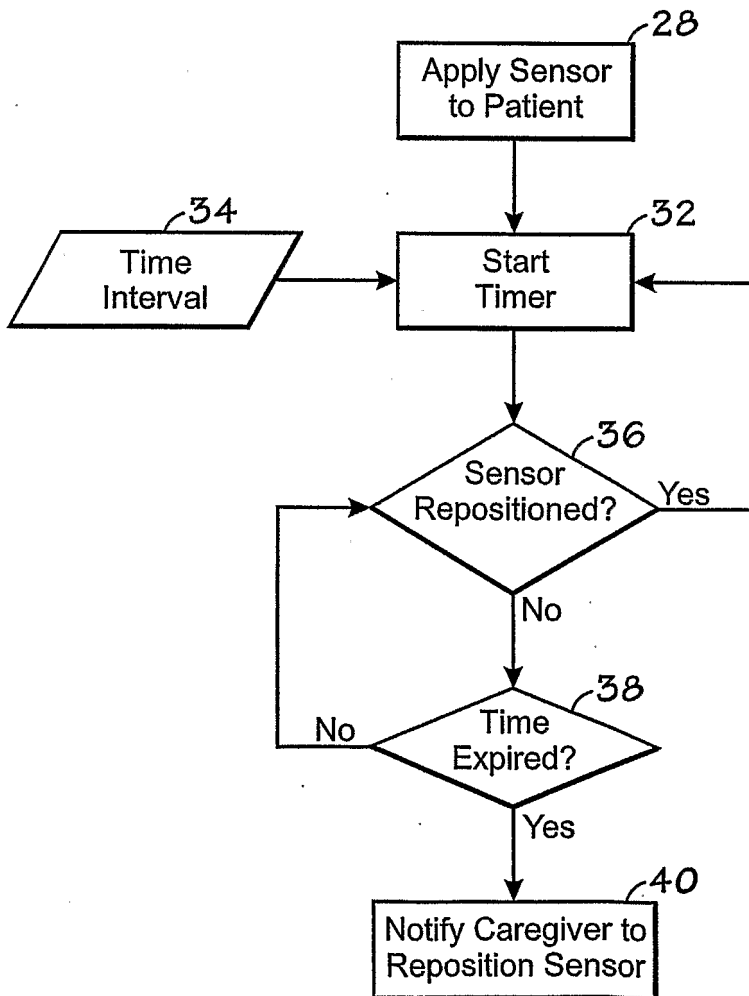 28
Apply Sensor
to Patient
34
Time
Interval
32
Start
Timer
36
Sensor
Repositioned?
Yes
No
38
Time
Expired?
No
Yes
40
Notify Caregiver to
Reposition Sensor